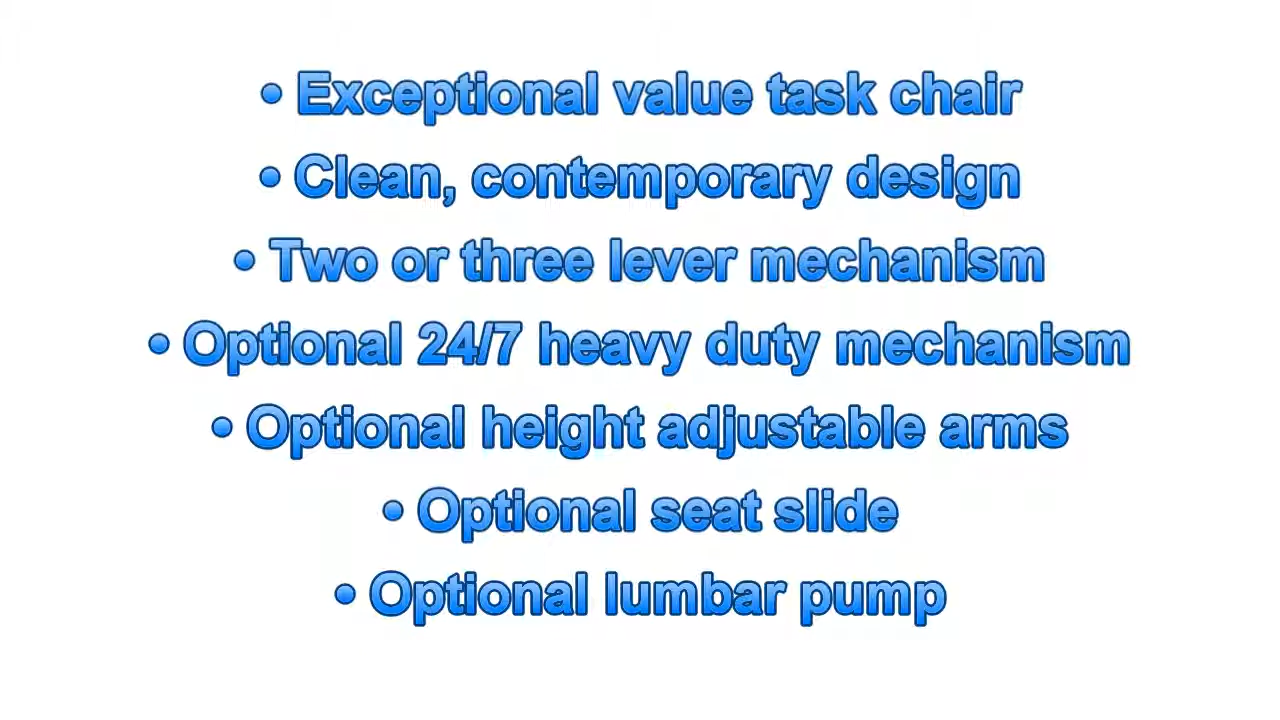 • Exceptional value task chair
• Clean, contemporary design
• Two or three lever mechanism
• Optional 24/7 heavy duty mechanism
• Optional height adjustable arms
• Optional seat slide
• Optional lumbar pump